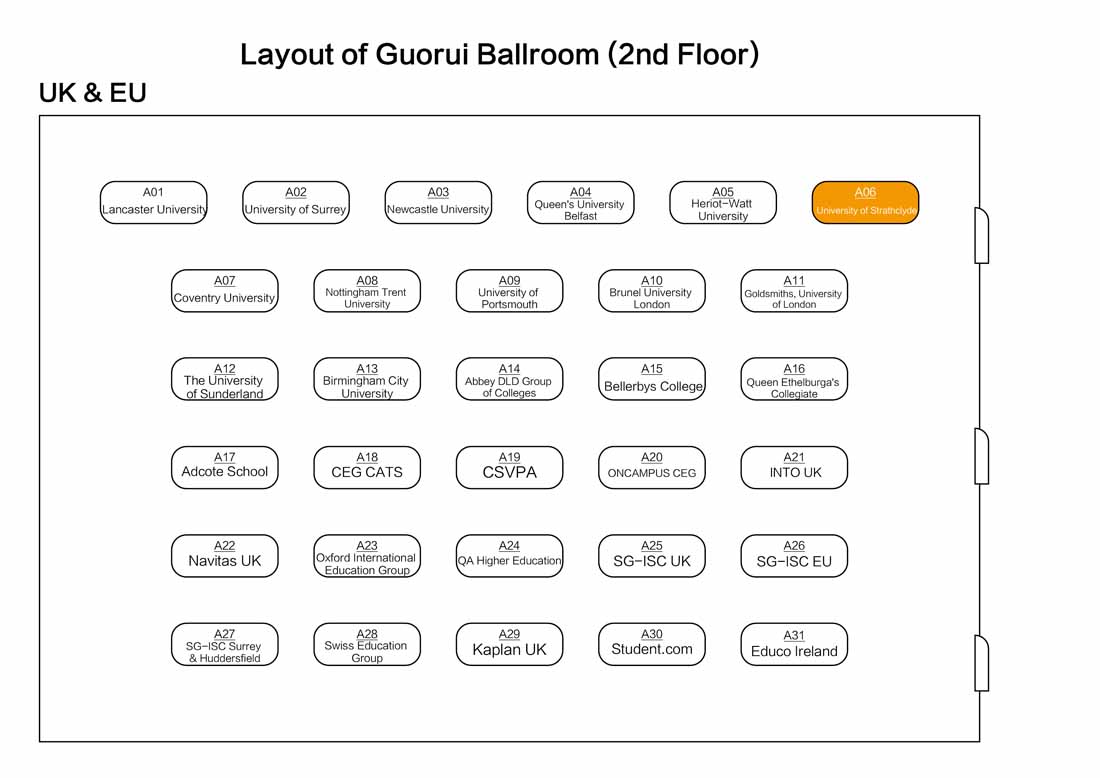 Layout of Guorui Ballroom (2nd Floor)
UK & EU
A01
Lancaster University
A02
University of Surrey
A03
Newcastle University
A04
Queen's University
Belfast
A05
Heriot-Watt
University
A06
University of Strathclyde
A07
Coventry University
A08
Nottingham Trent
University
A09
University of
Portsmouth
A10
Brunel University
London
A11
Goldsmiths, University
of London
A12
The University
of Sunderland
A13
Birmingham City
University
A14
Abbey DLD Group
of Colleges
A15
Bellerbys College
A16
Queen Ethelburga's
Collegiate
A17
Adcote School
A18
CEG CATS
A19
CSVPA
A20
ONCAMPUS CEG
A21
INTO UK
A22
Navitas UK
A23
Oxford International
Education Group
A24
QA Higher Education
A25
SG-ISC UK
A26
SG-ISC EU
A27
SG-ISC Surrey
& Huddersfield
A28
Swiss Education
Group
A29
Kaplan UK
A30
Student.com
A31
Educo Ireland